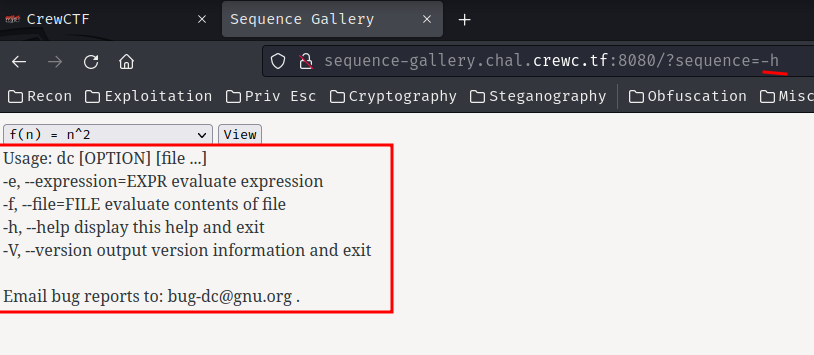 CrewCTF
Sequence Gallery
sequence-gallery.chal.crewc.tf:8080/?sequence=-h
Recon
Exploitation
Priv Esc
Cryptography
Steganography
Obfuscation
Misc
f(n) = n^2
View
Usage: dc [OPTION] [file ...]
-e, --expression=EXPR evaluate expression
-f, --file=FILE evaluate contents of file
-h, --help display this help and exit
-V, --version output version information and exit
Email bug reports to: bug-dc@gnu.org .